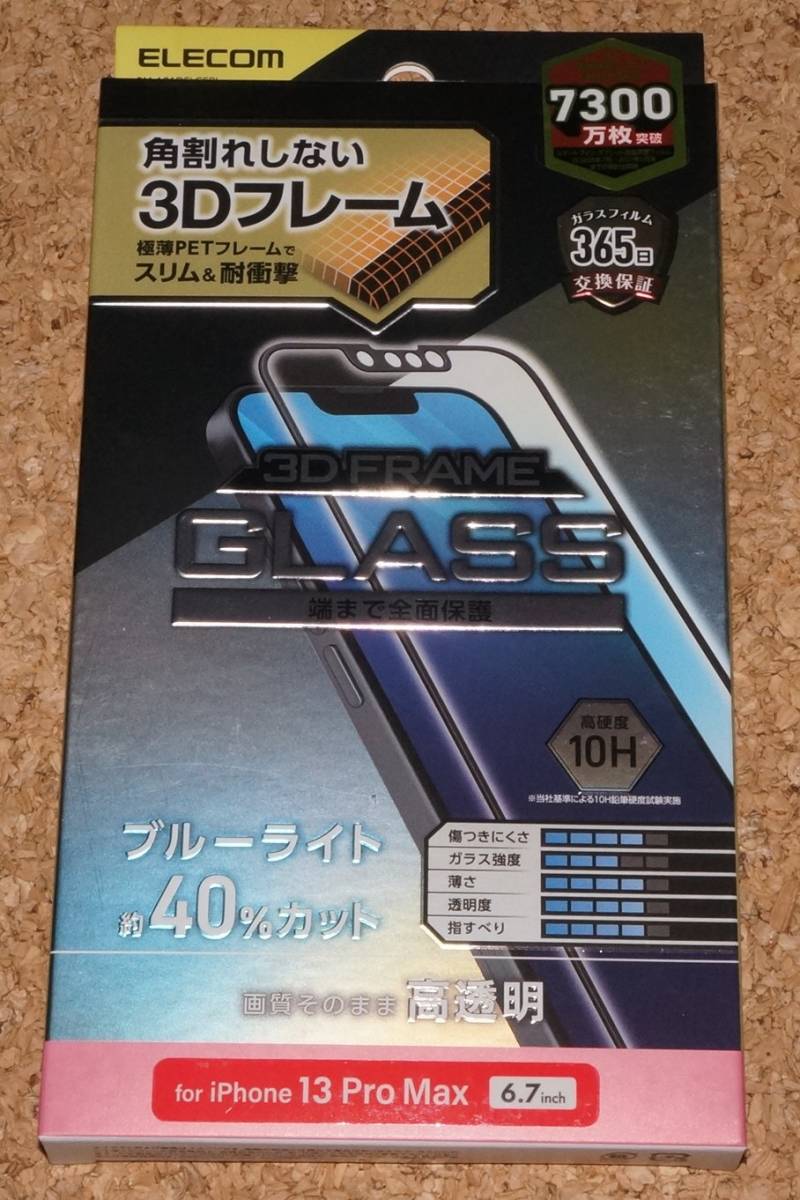 ELECOM
7300
万枚突破
角割れしない
3Dフレーム
極薄PETフレームで
スリム&耐衝撃
ガラスフィルム
365日
交換保証
3D FRAME
GLASS
端まで全面保護
高硬度
10H
※当社基準による10H鉛筆硬度試験実施
ブルーライト
約40%カット
傷つきにくさ
ガラス強度
薄さ
透明度
指すべり
画質そのまま高透明
for iPhone 13 Pro Max 6.7inch